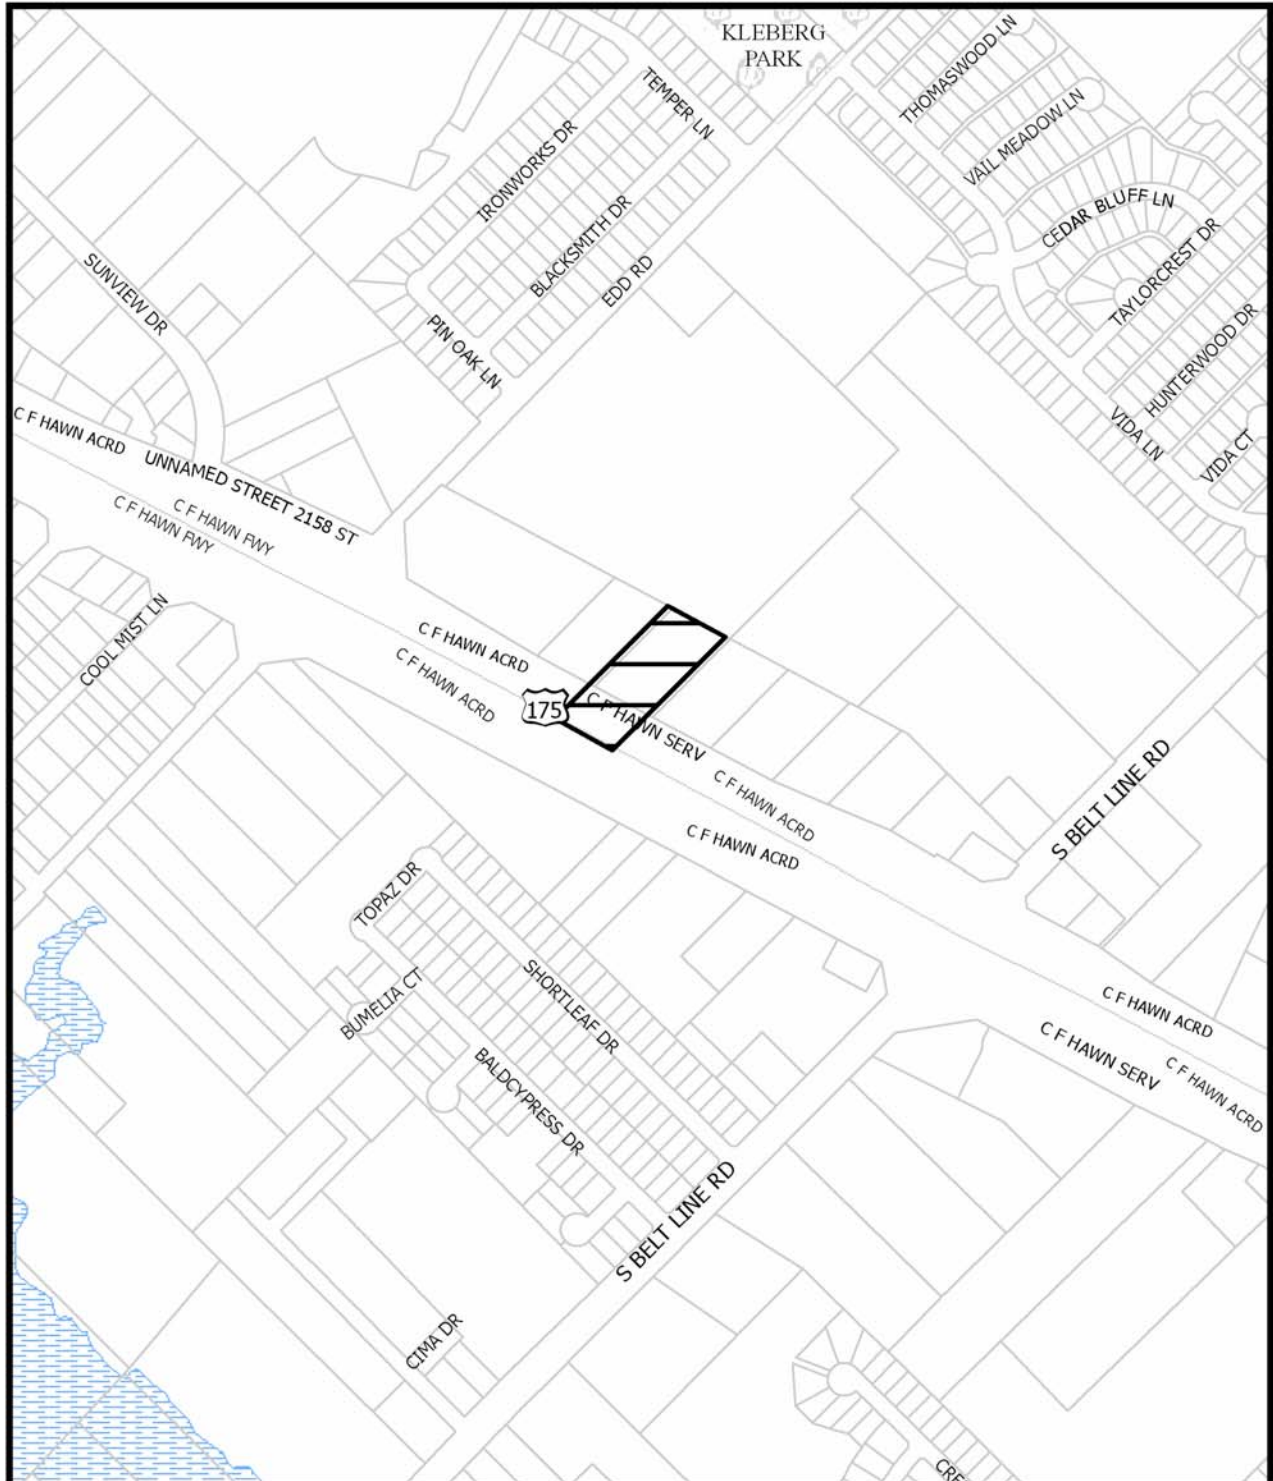 KLEBERG
PARK
THOMASWOOD LN
TEMPER LN
VAIL MEADOW LN
IRONWORKS DR
CEDAR BLUFF LN
BLACKSMITH DR
TAYLORCREST DR
EDD RD
SUNVIEW DR
PIN OAK LN
HUNTERWOOD DR
VIDA LN
VIDA CT
C F HAWN ACRD
UNNAMED STREET 2158 ST
C F HAWN FWY
C F HAWN FWY
COOL MIST LN
C F HAWN ACRD
C F HAWN ACRD
175
C F HAWN SERV
C F HAWN ACRD
C F HAWN ACRD
S BELT LINE RD
TOPAZ DR
BUMELIA CT
SHORTLEAF DR
BALDCYPRESS DR
C F HAWN ACRD
C F HAWN SERV
C F HAWN ACRD
S BELT LINE RD
CIMA DR